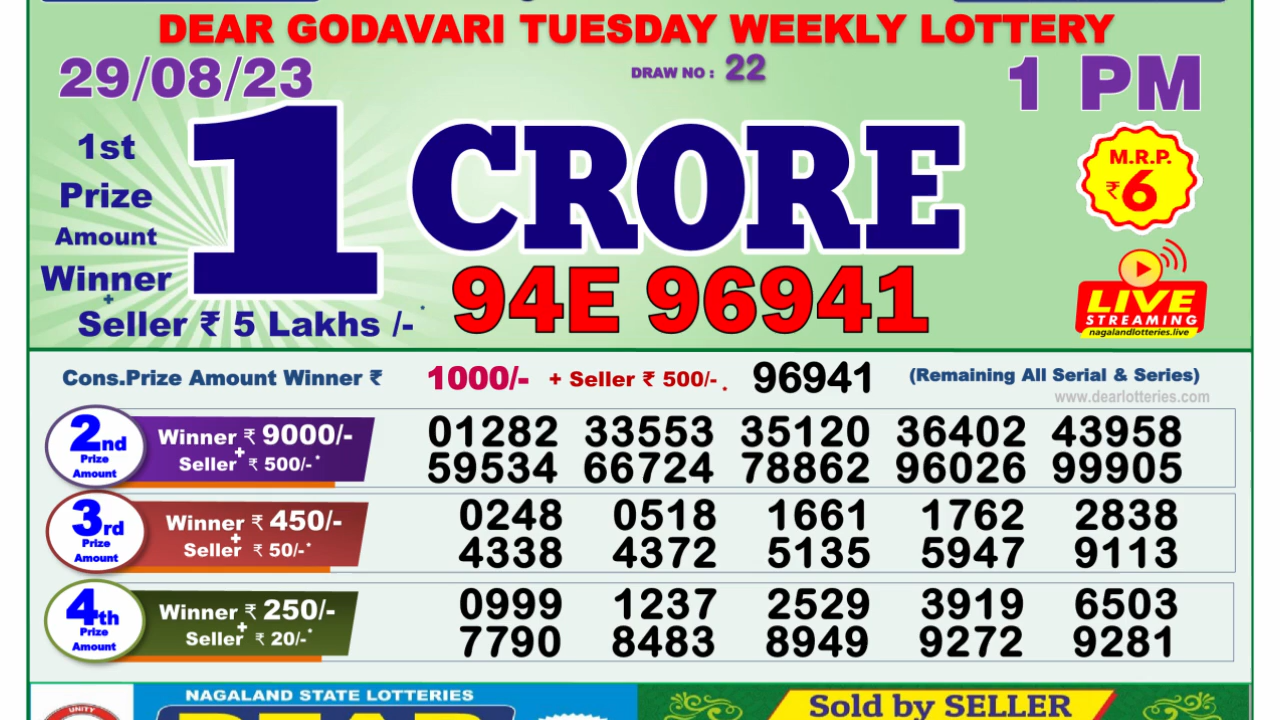 DEAR GODAVARI TUESDAY WEEKLY LOTTERY
29/08/23 DRAW NO : 22 1 PM
1st Prize Amount 1 CRORE
M.R.P. ₹6
Winner 94E 96941
+
Seller ₹ 5 Lakhs /- *
LIVE
STREAMING
nagalandlotteries.live
Cons.Prize Amount Winner ₹ 1000/- + Seller ₹ 500/- . 96941 (Remaining All Serial & Series)
www.dearlotteries.com
2nd Prize Amount
Winner ₹ 9000/-
+
Seller ₹ 500/- *
01282 33553 35120 36402 43958
59534 66724 78862 96026 99905
3rd Prize Amount
Winner ₹ 450/-
+
Seller ₹ 50/- *
0248 0518 1661 1762 2838
4338 4372 5135 5947 9113
4th Prize Amount
Winner ₹ 250/-
+
Seller ₹ 20/- *
0999 1237 2529 3919 6503
7790 8483 8949 9272 9281
UNITY
NAGALAND STATE LOTTERIES
DEAR
Sold by SELLER